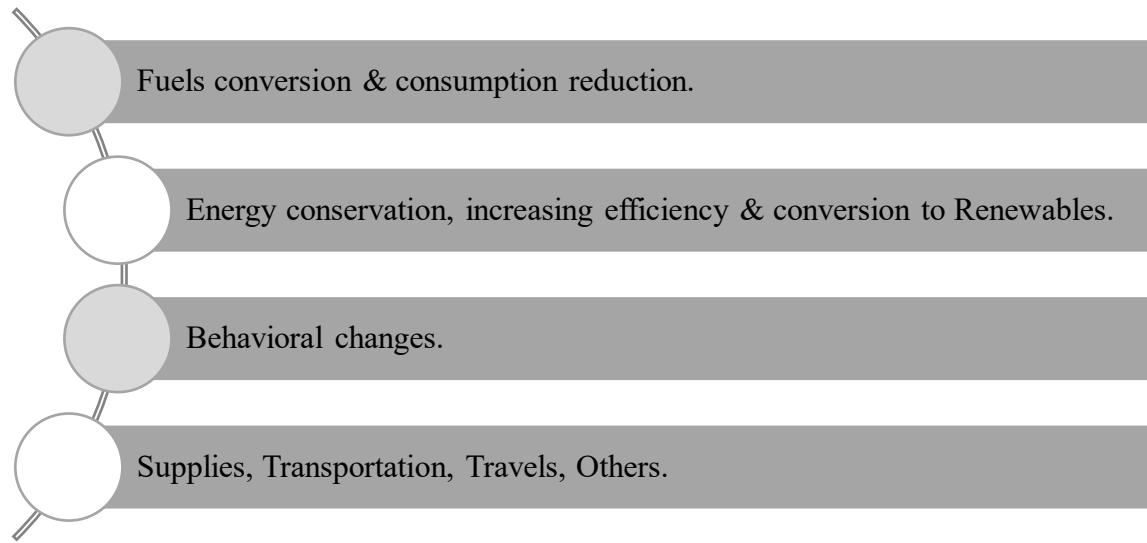 Fuels conversion & consumption reduction.
Energy conservation, increasing efficiency & conversion to Renewables.
Behavioral changes.
Supplies, Transportation, Travels, Others.